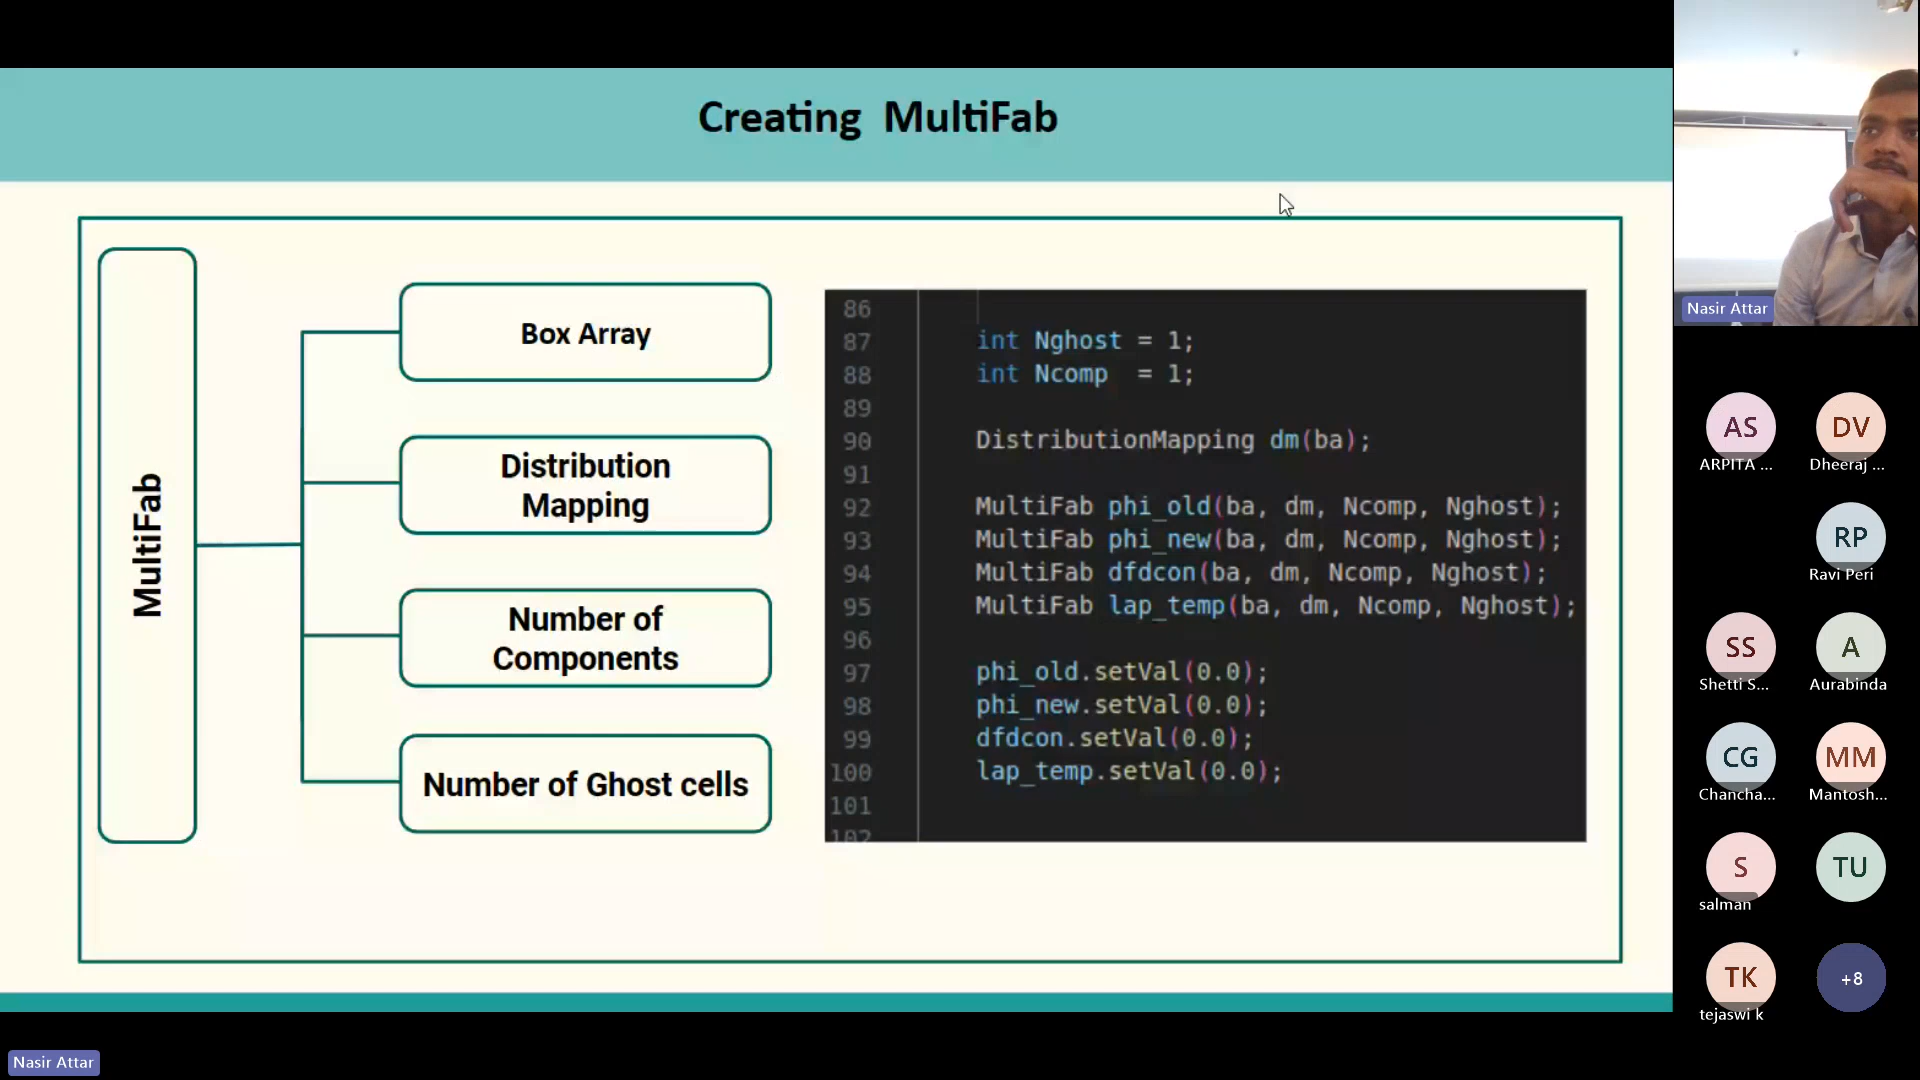 Creating MultiFab
MultiFab
Box Array
Distribution
Mapping
Number of
Components
Number of Ghost cells
86
87 int Nghost = 1;
88 int Ncomp = 1;
89
90 DistributionMapping dm(ba);
91
92 MultiFab phi_old(ba, dm, Ncomp, Nghost);
93 MultiFab phi_new(ba, dm, Ncomp, Nghost);
94 MultiFab dfdcon(ba, dm, Ncomp, Nghost);
95 MultiFab lap_temp(ba, dm, Ncomp, Nghost);
96
97 phi_old.setVal(0.0);
98 phi_new.setVal(0.0);
99 dfdcon.setVal(0.0);
100 lap_temp.setVal(0.0);
101
102
Nasir Attar
AS
ARPITA ...
DV
Dheeraj ...
RP
Ravi Peri
SS
Shetti S...
A
Aurabinda
CG
Chancha...
MM
Mantosh...
S
salman
TU
TK
tejaswi k
+8
Nasir Attar